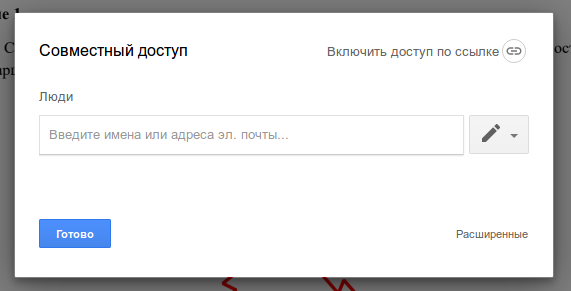 Совместный доступ
Включить доступ по ссылке
Люди
Введите имена или адреса эл. почты...
Готово
Расширенные